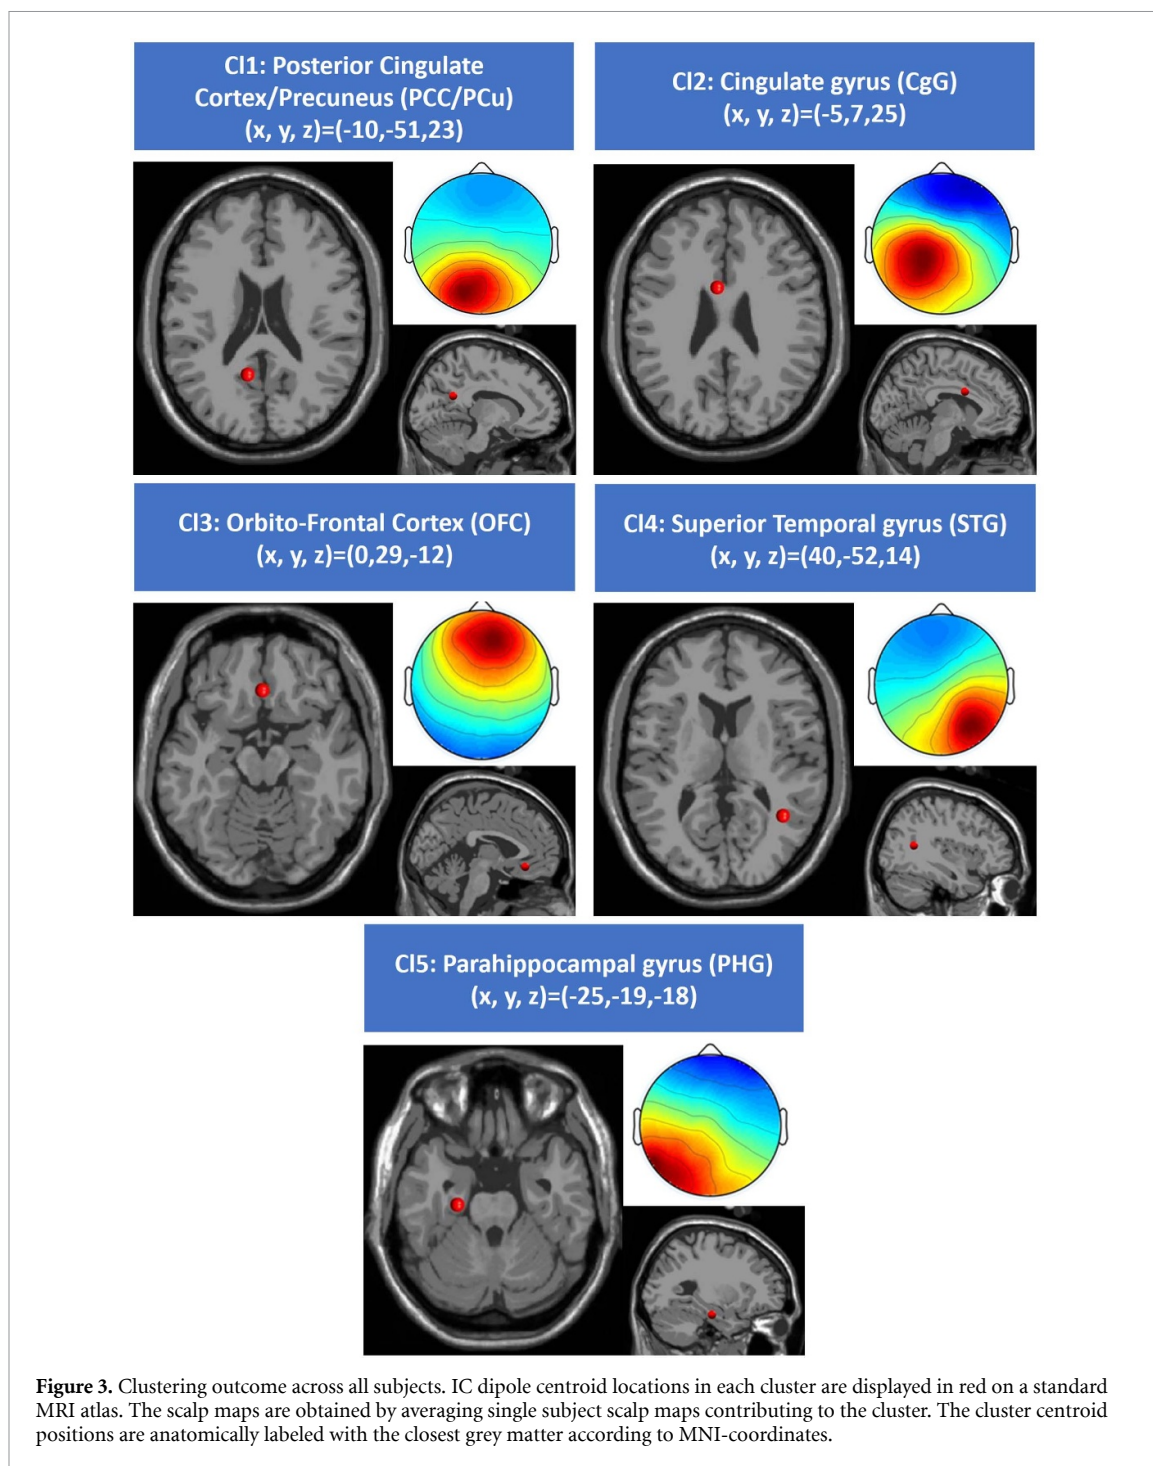 Cl1: Posterior Cingulate
Cortex/Precuneus (PCC/PCu)
(x, y, z)=(-10,-51,23)
Cl2: Cingulate gyrus (CgG)
(x, y, z)=(-5,7,25)
Cl3: Orbito-Frontal Cortex (OFC)
(x, y, z)=(0,29,-12)
Cl4: Superior Temporal gyrus (STG)
(x, y, z)=(40,-52,14)
Cl5: Parahippocampal gyrus (PHG)
(x, y, z)=(-25,-19,-18)
Figure 3. Clustering outcome across all subjects. IC dipole centroid locations in each cluster are displayed in red on a standard
MRI atlas. The scalp maps are obtained by averaging single subject scalp maps contributing to the cluster. The cluster centroid
positions are anatomically labeled with the closest grey matter according to MNI-coordinates.